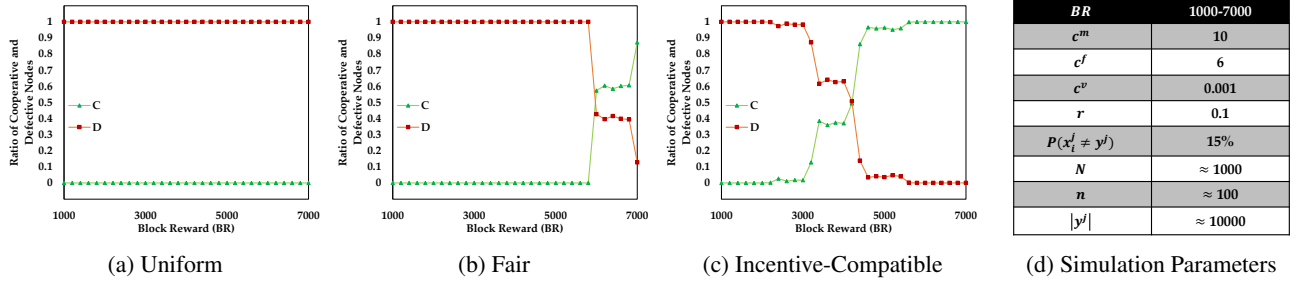 Ratio of Cooperative and
Defective Nodes
1
0.9
0.8
0.7
0.6
0.5
0.4
0.3
0.2
0.1
0
C
D
1000 3000 5000 7000
Block Reward (BR)
(a) Uniform
Ratio of Cooperative and
Defective Nodes
1
0.9
0.8
0.7
0.6
0.5
0.4
0.3
0.2
0.1
0
C
D
1000 3000 5000 7000
Block Reward (BR)
(b) Fair
Ratio of Cooperative and
Defective Nodes
1
0.9
0.8
0.7
0.6
0.5
0.4
0.3
0.2
0.1
0
C
D
1000 3000 5000 7000
Block Reward (BR)
(c) Incentive-Compatible
BR 1000-7000
c^m 10
c^f 6
c^v 0.001
r 0.1
P(x_i^j ≠ y^j) 15%
N ≈ 1000
n ≈ 100
|y^j| ≈ 10000
(d) Simulation Parameters